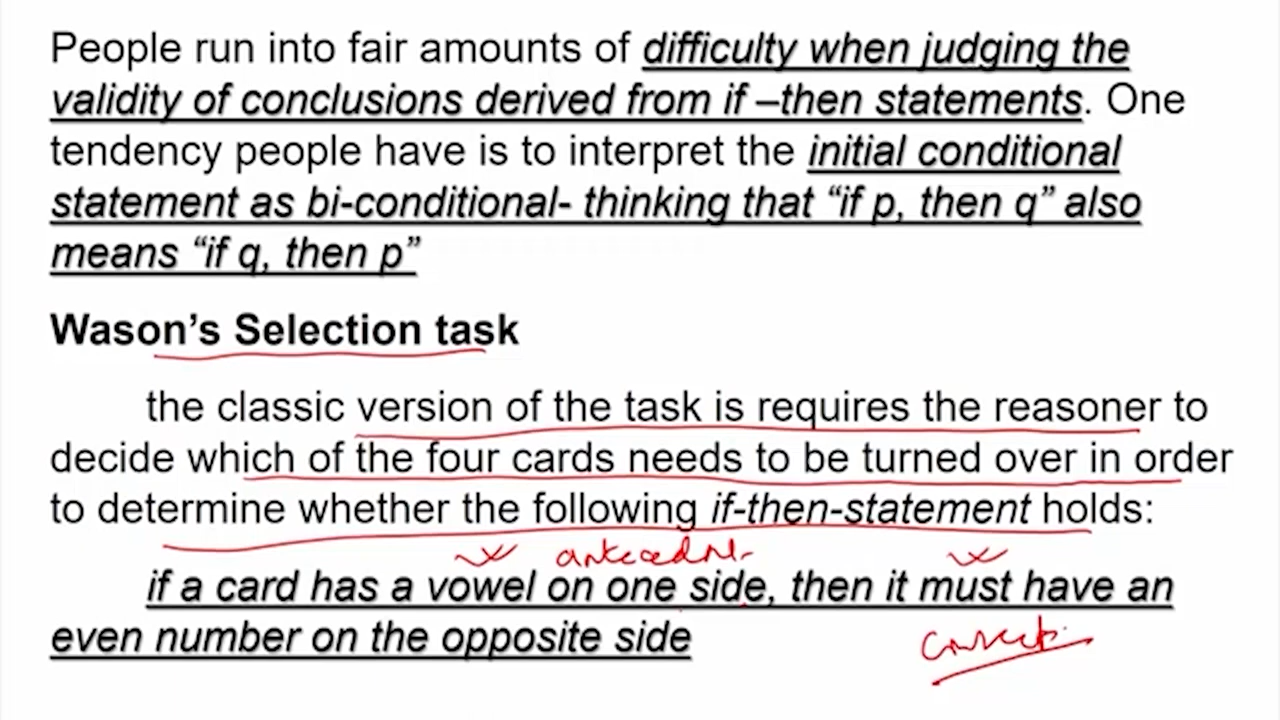 People run into fair amounts of difficulty when judging the
validity of conclusions derived from if –then statements. One
tendency people have is to interpret the initial conditional
statement as bi-conditional- thinking that “if p, then q” also
means “if q, then p”
Wason’s Selection task
the classic version of the task is requires the reasoner to
decide which of the four cards needs to be turned over in order
to determine whether the following if-then-statement holds:
if a card has a vowel on one side, then it must have an
even number on the opposite side